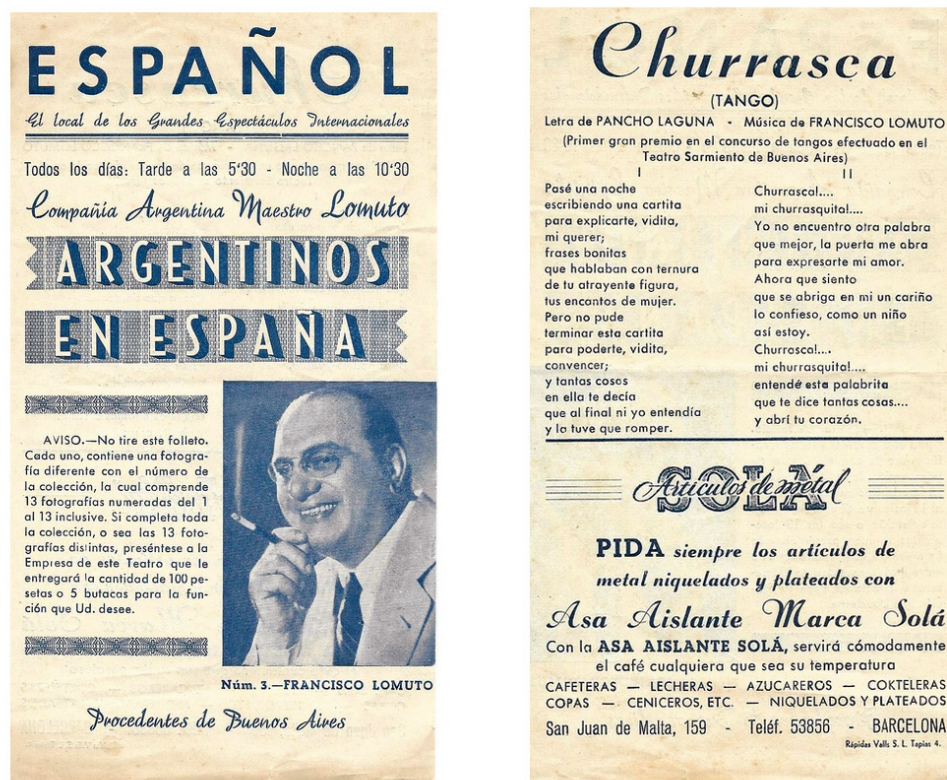 ESPAÑOL
El local de los Grandes Espectáculos Internacionales
Todos los días: Tarde a las 5'30 - Noche a las 10'30
Compañía Argentina Maestro Lomuto
ARGENTINOS
EN ESPAÑA
AVISO.—No tire este folleto.
Cada uno, contiene una fotogra-
fía diferente con el número de
la colección, la cual comprende
13 fotografías numeradas del 1
al 13 inclusive. Si completa toda
la colección, o sea las 13 foto-
grafías distintas, preséntese a la
Empresa de este Teatro que le
entregará la cantidad de 100 pe-
setas o 5 butacas para la fun-
ción que Ud. desee.
Núm. 3.—FRANCISCO LOMUTO
Procedentes de Buenos Aires
Churrasca
(TANGO)
Letra de PANCHO LAGUNA - Música de FRANCISCO LOMUTO
(Primer gran premio en el concurso de tangos efectuado en el
Teatro Sarmiento de Buenos Aires)
I
Pasé una noche
escribiendo una cartita
para explicarte, vidita,
mi querer;
frases bonitas
que hablaban con ternura
de tu atrayente figura,
tus encantos de mujer.
Pero no pude
terminar esta cartita
para poderte, vidita,
convencer;
y tantas cosos
en ella te decía
que al final ni yo entendía
y la tuve que romper.
II
Churrasca!....
mi churrasquita!....
Yo no encuentro otra palabra
que mejor, la puerta me abra
para expresarte mi amor.
Ahora que siento
que se abriga en mi un cariño
lo confieso, como un niño
así estoy.
Churrosca!....
mi churrasquita!....
entendé esta palabrita
que te dice tantas cosas....
y abrí tu corazón.
SOLÁ
Artículos de metal
PIDA siempre los artículos de
metal niquelados y plateados con
Asa Aislante Marca Solá
Con la ASA AISLANTE SOLÁ, servirá cómodamente
el café cualquiera que sea su temperatura
CAFETERAS — LECHERAS — AZUCAREROS — COKTELERAS
COPAS — CENICEROS, ETC. — NIQUELADOS Y PLATEADOS
San Juan de Malta, 159 - Teléf. 53856 - BARCELONA
Rápidas Valls S. L. Tapias 4.